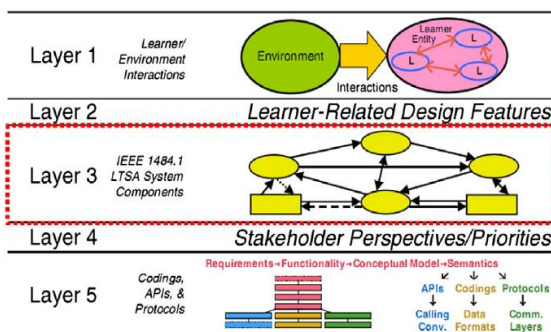 Layer 1
Learner/
Environment
Interactions
Environment
Interactions
Learner
Entity
L
L
L
Layer 2
Learner-Related Design Features
Layer 3
IEEE 1484.1
LTSA System
Components
Layer 4
Stakeholder Perspectives/Priorities
Layer 5
Codings,
APIs, &
Protocols
Requirements→Functionality→Conceptual Model→Semantics
APIs Codings Protocols
Calling Data Comm.
Conv. Formats Layers